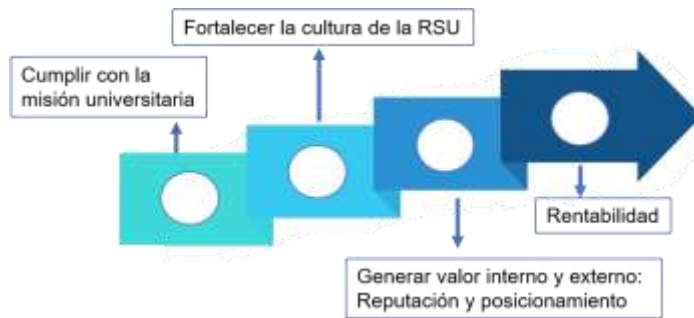 Fortalecer la cultura de la RSU
Cumplir con la
misión universitaria
Rentabilidad
Generar valor interno y externo:
Reputación y posicionamiento